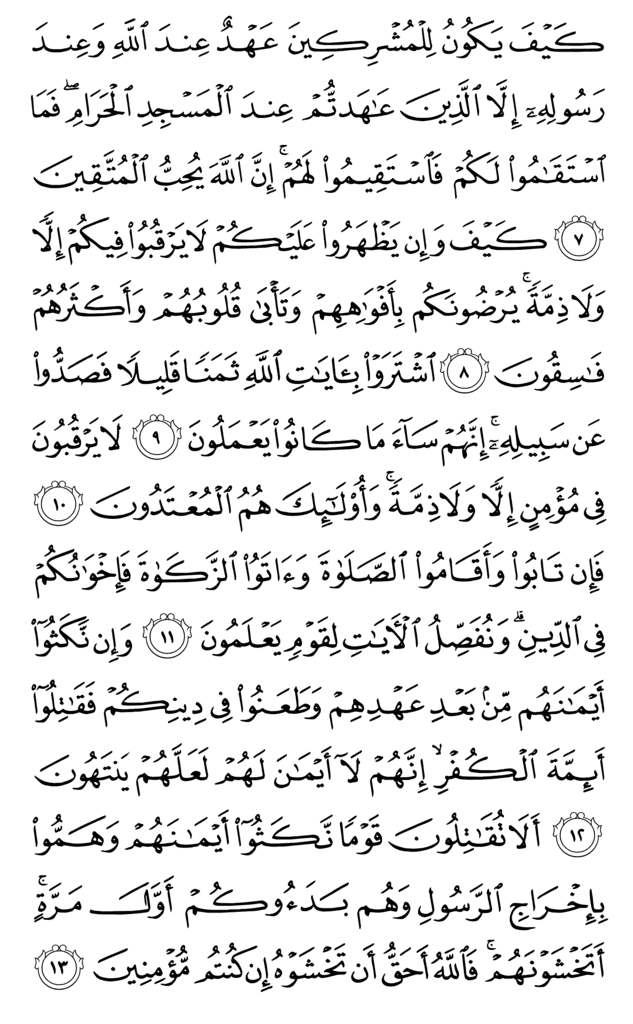 كَيۡفَ يَكُونُ لِلۡمُشۡرِكِينَ عَهۡدٌ عِندَ ٱللَّهِ وَعِندَ
رَسُولِهِۦٓ إِلَّا ٱلَّذِينَ عَٰهَدتُّمۡ عِندَ ٱلۡمَسۡجِدِ ٱلۡحَرَامِۖ فَمَا
ٱسۡتَقَٰمُواْ لَكُمۡ فَٱسۡتَقِيمُواْ لَهُمۡۚ إِنَّ ٱللَّهَ يُحِبُّ ٱلۡمُتَّقِينَ
٧ كَيۡفَ وَإِن يَظۡهَرُواْ عَلَيۡكُمۡ لَا يَرۡقُبُواْ فِيكُمۡ إِلّٗا
وَلَا ذِمَّةٗۚ يُرۡضُونَكُم بِأَفۡوَٰهِهِمۡ وَتَأۡبَىٰ قُلُوبُهُمۡ وَأَكۡثَرُهُمۡ
فَٰسِقُونَ ٨ ٱشۡتَرَوۡاْ بِـَٔايَٰتِ ٱللَّهِ ثَمَنٗا قَلِيلٗا فَصَدُّواْ
عَن سَبِيلِهِۦٓۚ إِنَّهُمۡ سَآءَ مَا كَانُواْ يَعۡمَلُونَ ٩ لَا يَرۡقُبُونَ
فِي مُؤۡمِنٍ إِلّٗا وَلَا ذِمَّةٗۚ وَأُوْلَٰٓئِكَ هُمُ ٱلۡمُعۡتَدُونَ ١٠
فَإِن تَابُواْ وَأَقَامُواْ ٱلصَّلَوٰةَ وَءَاتَوُاْ ٱلزَّكَوٰةَ فَإِخۡوَٰنُكُمۡ
فِي ٱلدِّينِۗ وَنُفَصِّلُ ٱلۡأٓيَٰتِ لِقَوۡمٖ يَعۡلَمُونَ ١١ وَإِن نَّكَثُوٓاْ
أَيۡمَٰنَهُم مِّنۢ بَعۡدِ عَهۡدِهِمۡ وَطَعَنُواْ فِي دِينِكُمۡ فَقَٰتِلُوٓاْ
أَئِمَّةَ ٱلۡكُفۡرِ إِنَّهُمۡ لَآ أَيۡمَٰنَ لَهُمۡ لَعَلَّهُمۡ يَنتَهُونَ
١٢ أَلَا تُقَٰتِلُونَ قَوۡمٗا نَّكَثُوٓاْ أَيۡمَٰنَهُمۡ وَهَمُّواْ
بِإِخۡرَاجِ ٱلرَّسُولِ وَهُم بَدَءُوكُمۡ أَوَّلَ مَرَّةٍۚ
أَتَخۡشَوۡنَهُمۡۚ فَٱللَّهُ أَحَقُّ أَن تَخۡشَوۡهُ إِن كُنتُم مُّؤۡمِنِينَ ١٣